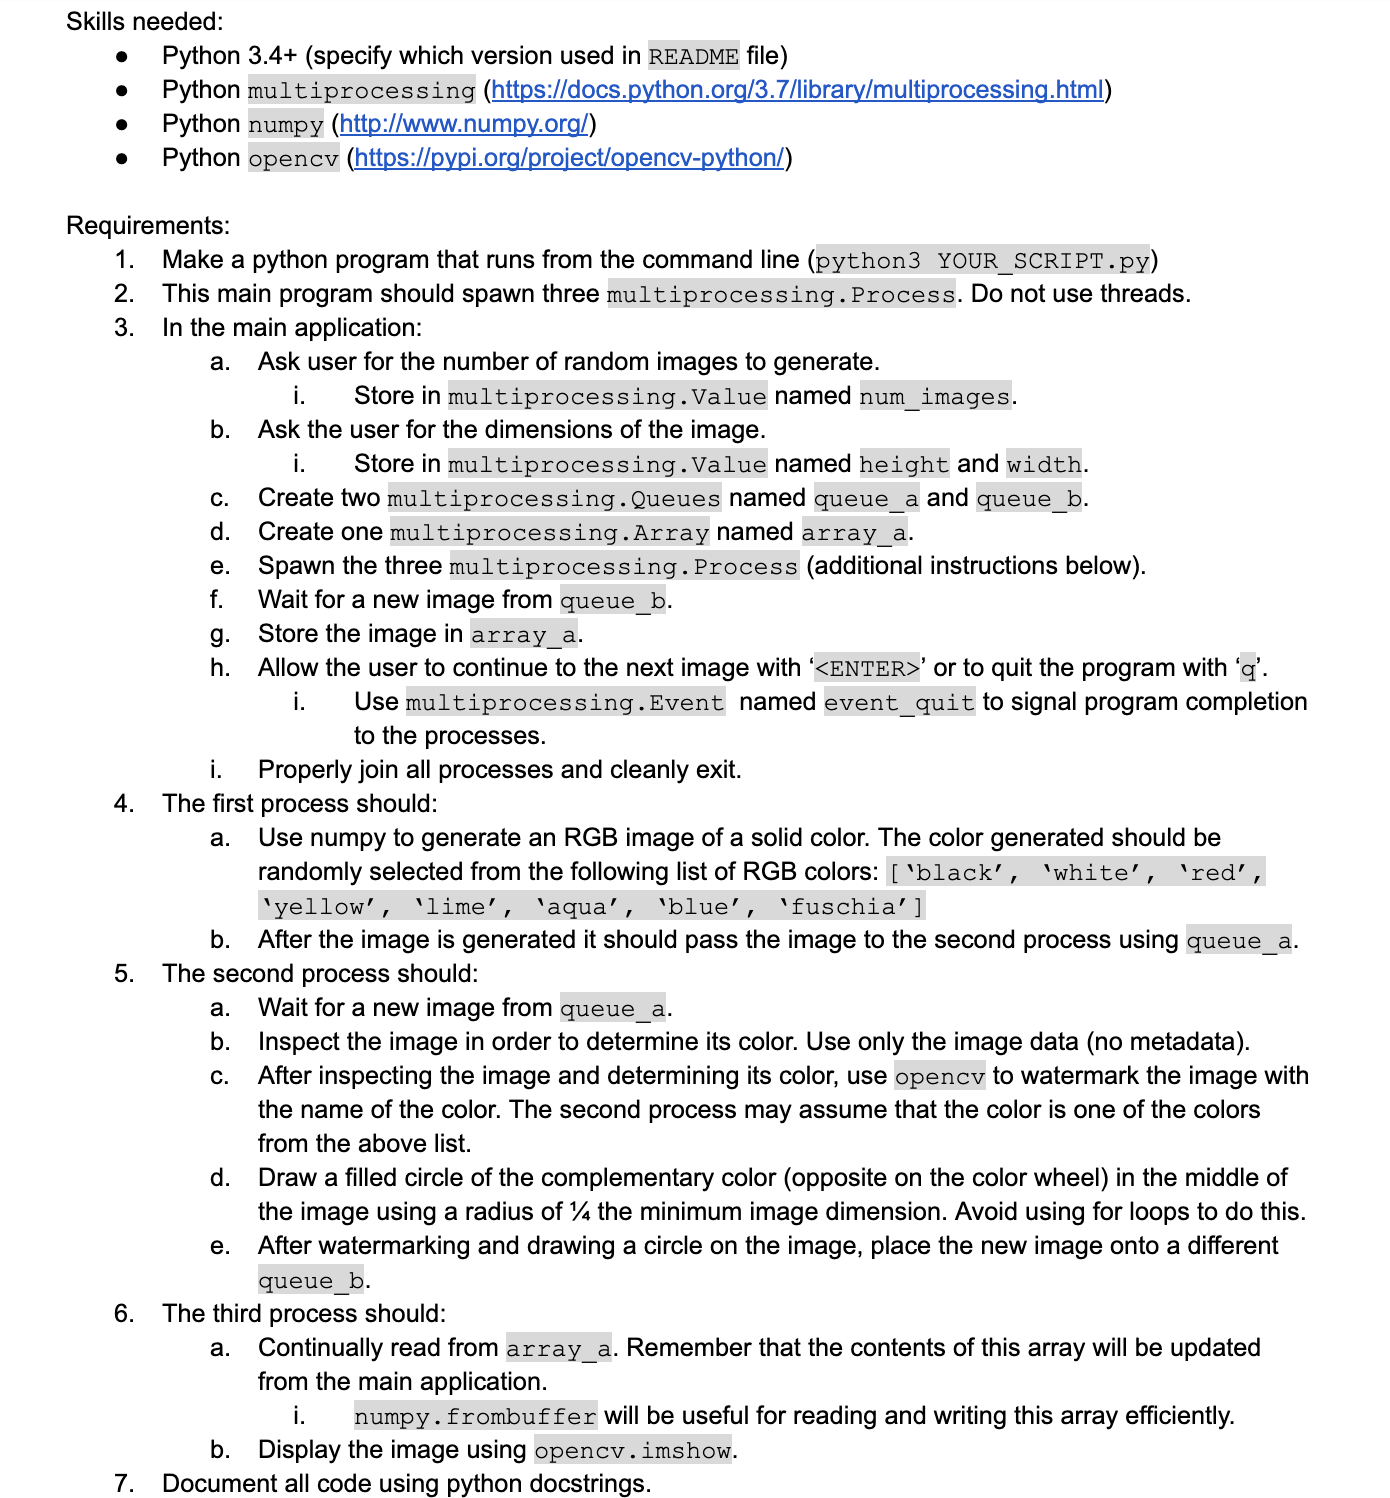 Skills needed:
● Python 3.4+ (specify which version used in README file)
● Python multiprocessing (https://docs.python.org/3.7/library/multiprocessing.html)
● Python numpy (http://www.numpy.org/)
● Python opencv (https://pypi.org/project/opencv-python/)
Requirements:
1. Make a python program that runs from the command line (python3 YOUR_SCRIPT.py)
2. This main program should spawn three multiprocessing.Process. Do not use threads.
3. In the main application:
a. Ask user for the number of random images to generate.
i. Store in multiprocessing.Value named num_images.
b. Ask the user for the dimensions of the image.
i. Store in multiprocessing.Value named height and width.
c. Create two multiprocessing.Queues named queue_a and queue_b.
d. Create one multiprocessing.Array named array_a.
e. Spawn the three multiprocessing.Process (additional instructions below).
f. Wait for a new image from queue_b.
g. Store the image in array_a.
h. Allow the user to continue to the next image with ‘<ENTER>’ or to quit the program with ‘q’.
i. Use multiprocessing.Event named event_quit to signal program completion
to the processes.
i. Properly join all processes and cleanly exit.
4. The first process should:
a. Use numpy to generate an RGB image of a solid color. The color generated should be
randomly selected from the following list of RGB colors: [‘black’, ‘white’, ‘red’,
‘yellow’, ‘lime’, ‘aqua’, ‘blue’, ‘fuschia’]
b. After the image is generated it should pass the image to the second process using queue_a.
5. The second process should:
a. Wait for a new image from queue_a.
b. Inspect the image in order to determine its color. Use only the image data (no metadata).
c. After inspecting the image and determining its color, use opencv to watermark the image with
the name of the color. The second process may assume that the color is one of the colors
from the above list.
d. Draw a filled circle of the complementary color (opposite on the color wheel) in the middle of
the image using a radius of ¼ the minimum image dimension. Avoid using for loops to do this.
e. After watermarking and drawing a circle on the image, place the new image onto a different
queue_b.
6. The third process should:
a. Continually read from array_a. Remember that the contents of this array will be updated
from the main application.
i. numpy.frombuffer will be useful for reading and writing this array efficiently.
b. Display the image using opencv.imshow.
7. Document all code using python docstrings.